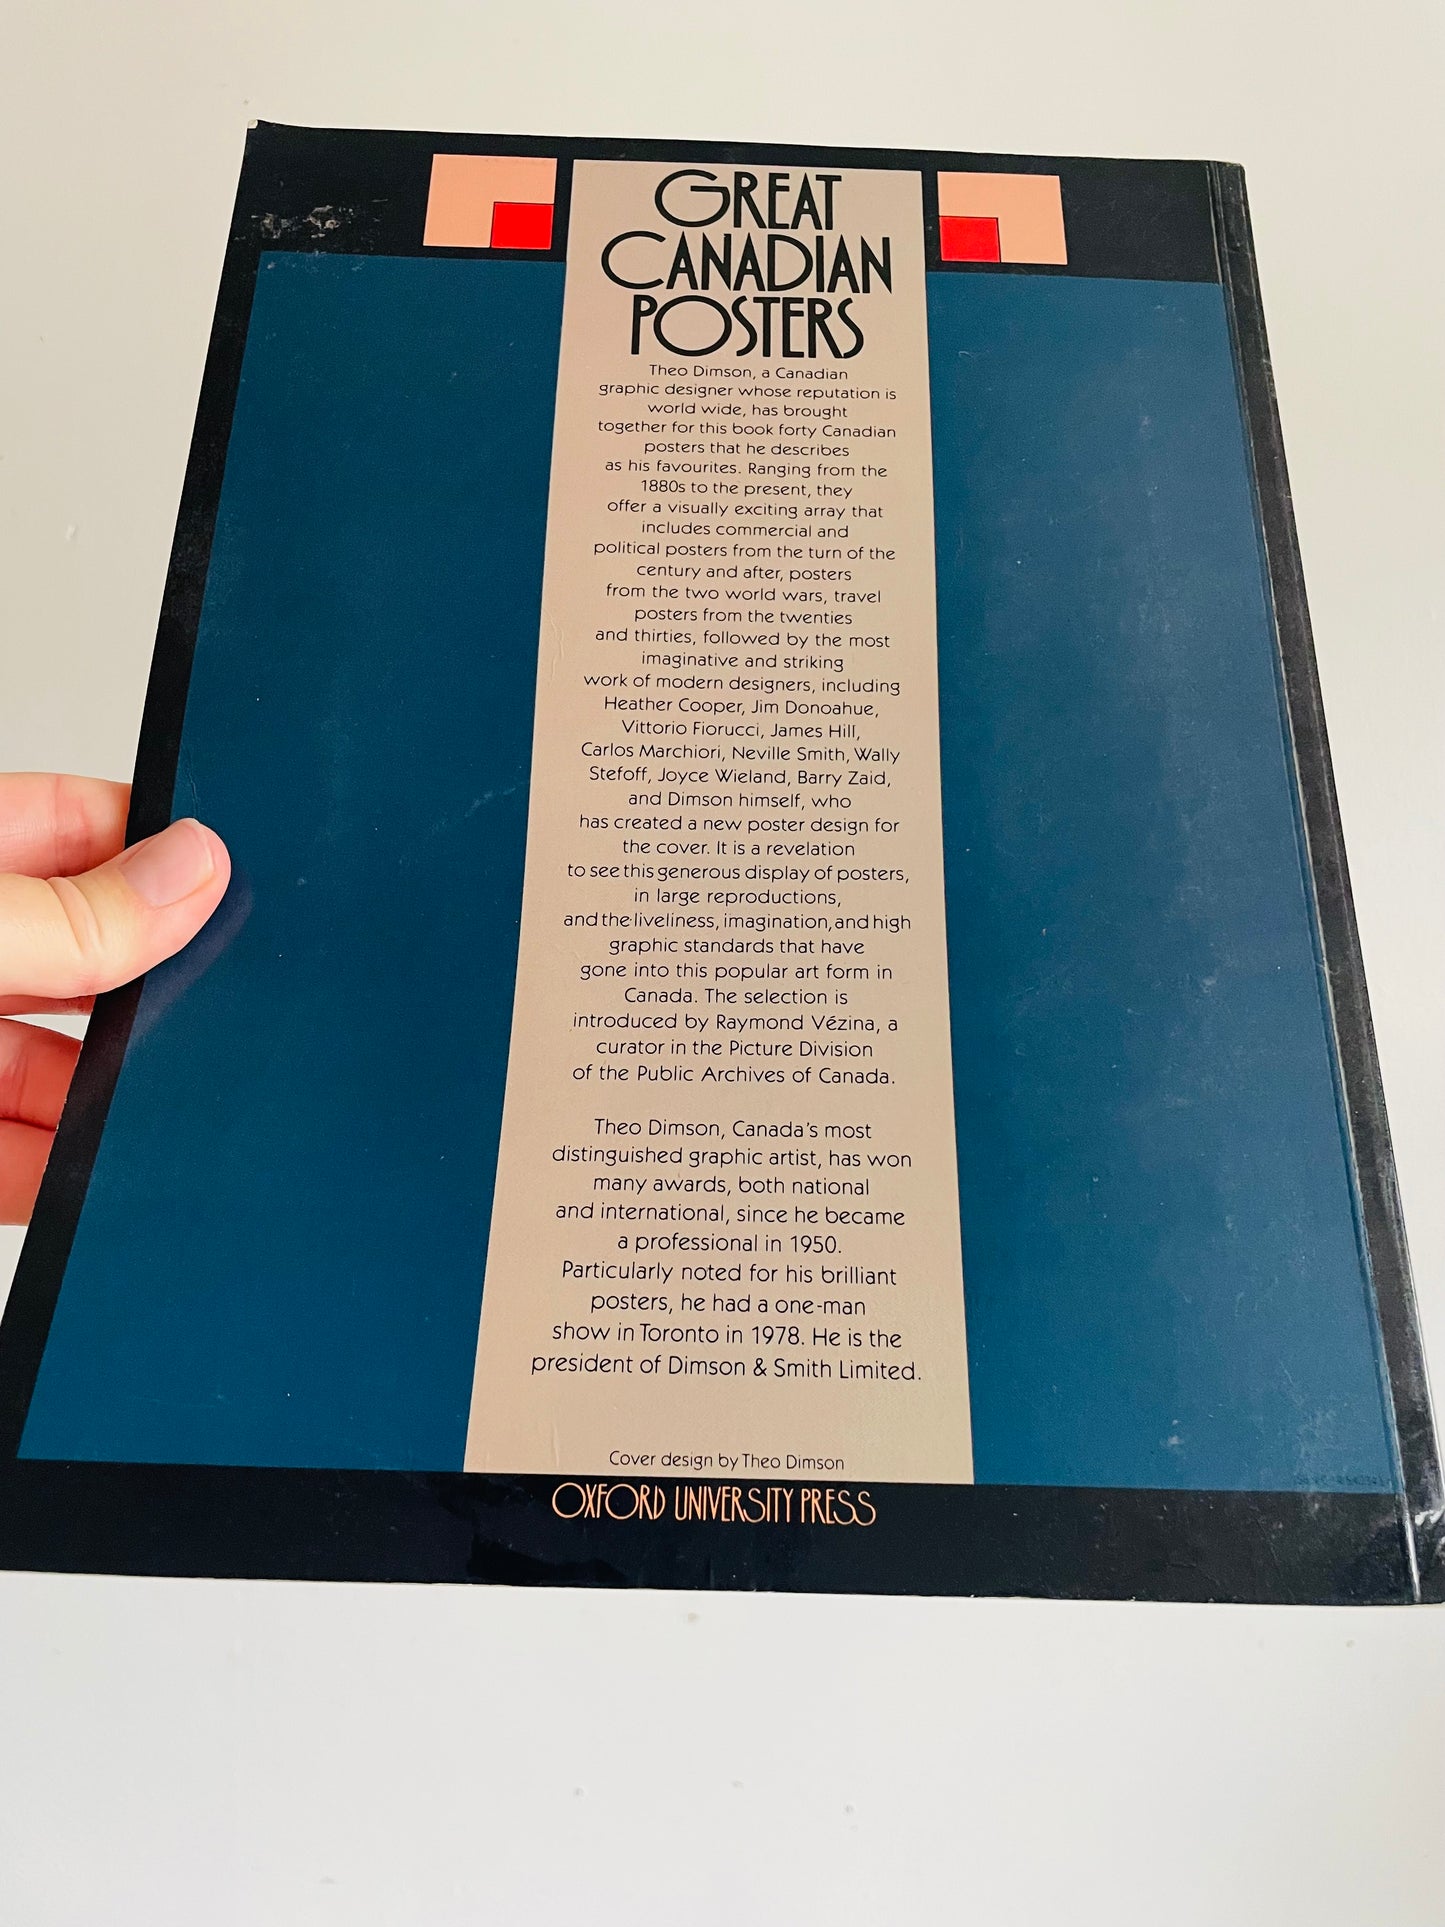 GREAT
CANADIAN
POSTERS
Theo Dimson, a Canadian
graphic designer whose reputation is
world wide, has brought
together for this book forty Canadian
posters that he describes
as his favourites. Ranging from the
1880s to the present, they
offer a visually exciting array that
includes commercial and
political posters from the turn of the
century and after, posters
from the two world wars, travel
posters from the twenties
and thirties, followed by the most
imaginative and striking
work of modern designers, including
Heather Cooper, Jim Donoahue,
Vittorio Fiorucci, James Hill,
Carlos Marchiori, Neville Smith, Wally
Stefoff, Joyce Wieland, Barry Zaid,
and Dimson himself, who
has created a new poster design for
the cover. It is a revelation
to see this generous display of posters,
in large reproductions,
and the liveliness, imagination, and high
graphic standards that have
gone into this popular art form in
Canada. The selection is
introduced by Raymond Vézina, a
curator in the Picture Division
of the Public Archives of Canada.
Theo Dimson, Canada's most
distinguished graphic artist, has won
many awards, both national
and international, since he became
a professional in 1950.
Particularly noted for his brilliant
posters, he had a one-man
show in Toronto in 1978. He is the
president of Dimson & Smith Limited.
Cover design by Theo Dimson
OXFORD UNIVERSITY PRESS